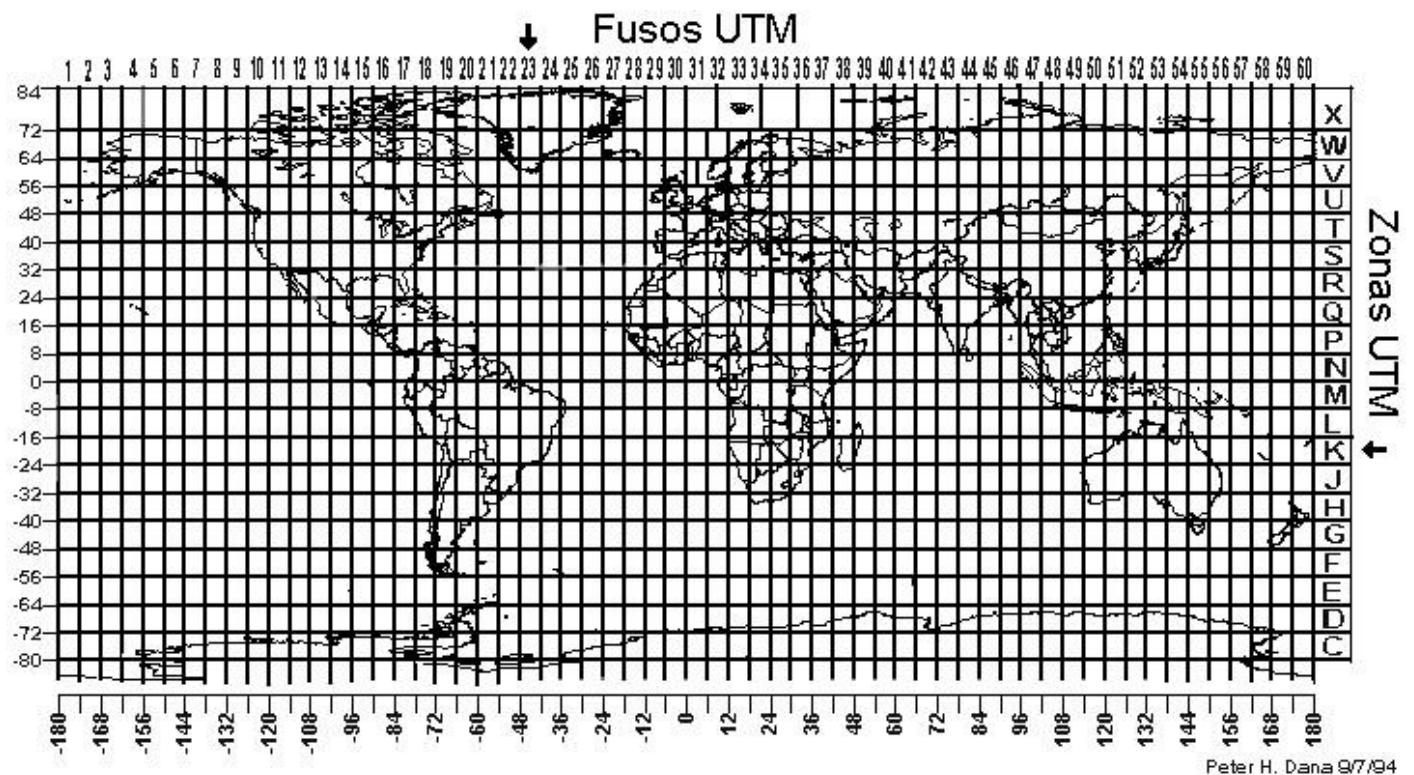 Fusos UTM
1 2 3 4 5 6 7 8 9 10 11 12 13 14 15 16 17 18 19 20 21 22 23 24 25 26 27 28 29 30 31 32 33 34 35 36 37 38 39 40 41 42 43 44 45 46 47 48 49 50 51 52 53 54 55 56 57 58 59 60
84
72
64
56
48
40
32
24
16
8
0
-8
-16
-24
-32
-40
-48
-56
-64
-72
-80
X
W
V
U
T
S
R
Q
P
N
M
L
K
J
H
G
F
E
D
C
Zonas UTM
-180 -168 -156 -144 -132 -120 -108 -96 -84 -72 -60 -48 -36 -24 -12 0 12 24 36 48 60 72 84 96 108 120 132 144 156 168 180
Peter H. Dana 9/7/94